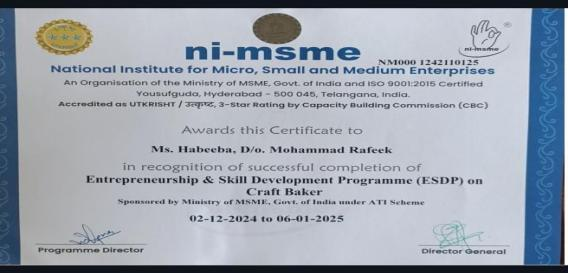 ni-msme
ni-msme
NM000 1242110125
National Institute for Micro, Small and Medium Enterprises
An Organisation of the Ministry of MSME, Govt. of India and ISO 9001:2015 Certified
Yousufguda, Hyderabad - 500 045, Telangana, India.
Accredited as UTKRISHT / उत्कृष्ट, 3-Star Rating by Capacity Building Commission (CBC)
Awards this Certificate to
Ms. Habeeba, D/o. Mohammad Rafeek
in recognition of successful completion of
Entrepreneurship & Skill Development Programme (ESDP) on
Craft Baker
Sponsored by Ministry of MSME, Govt. of India under ATI Scheme
02-12-2024 to 06-01-2025
Programme Director
Director General